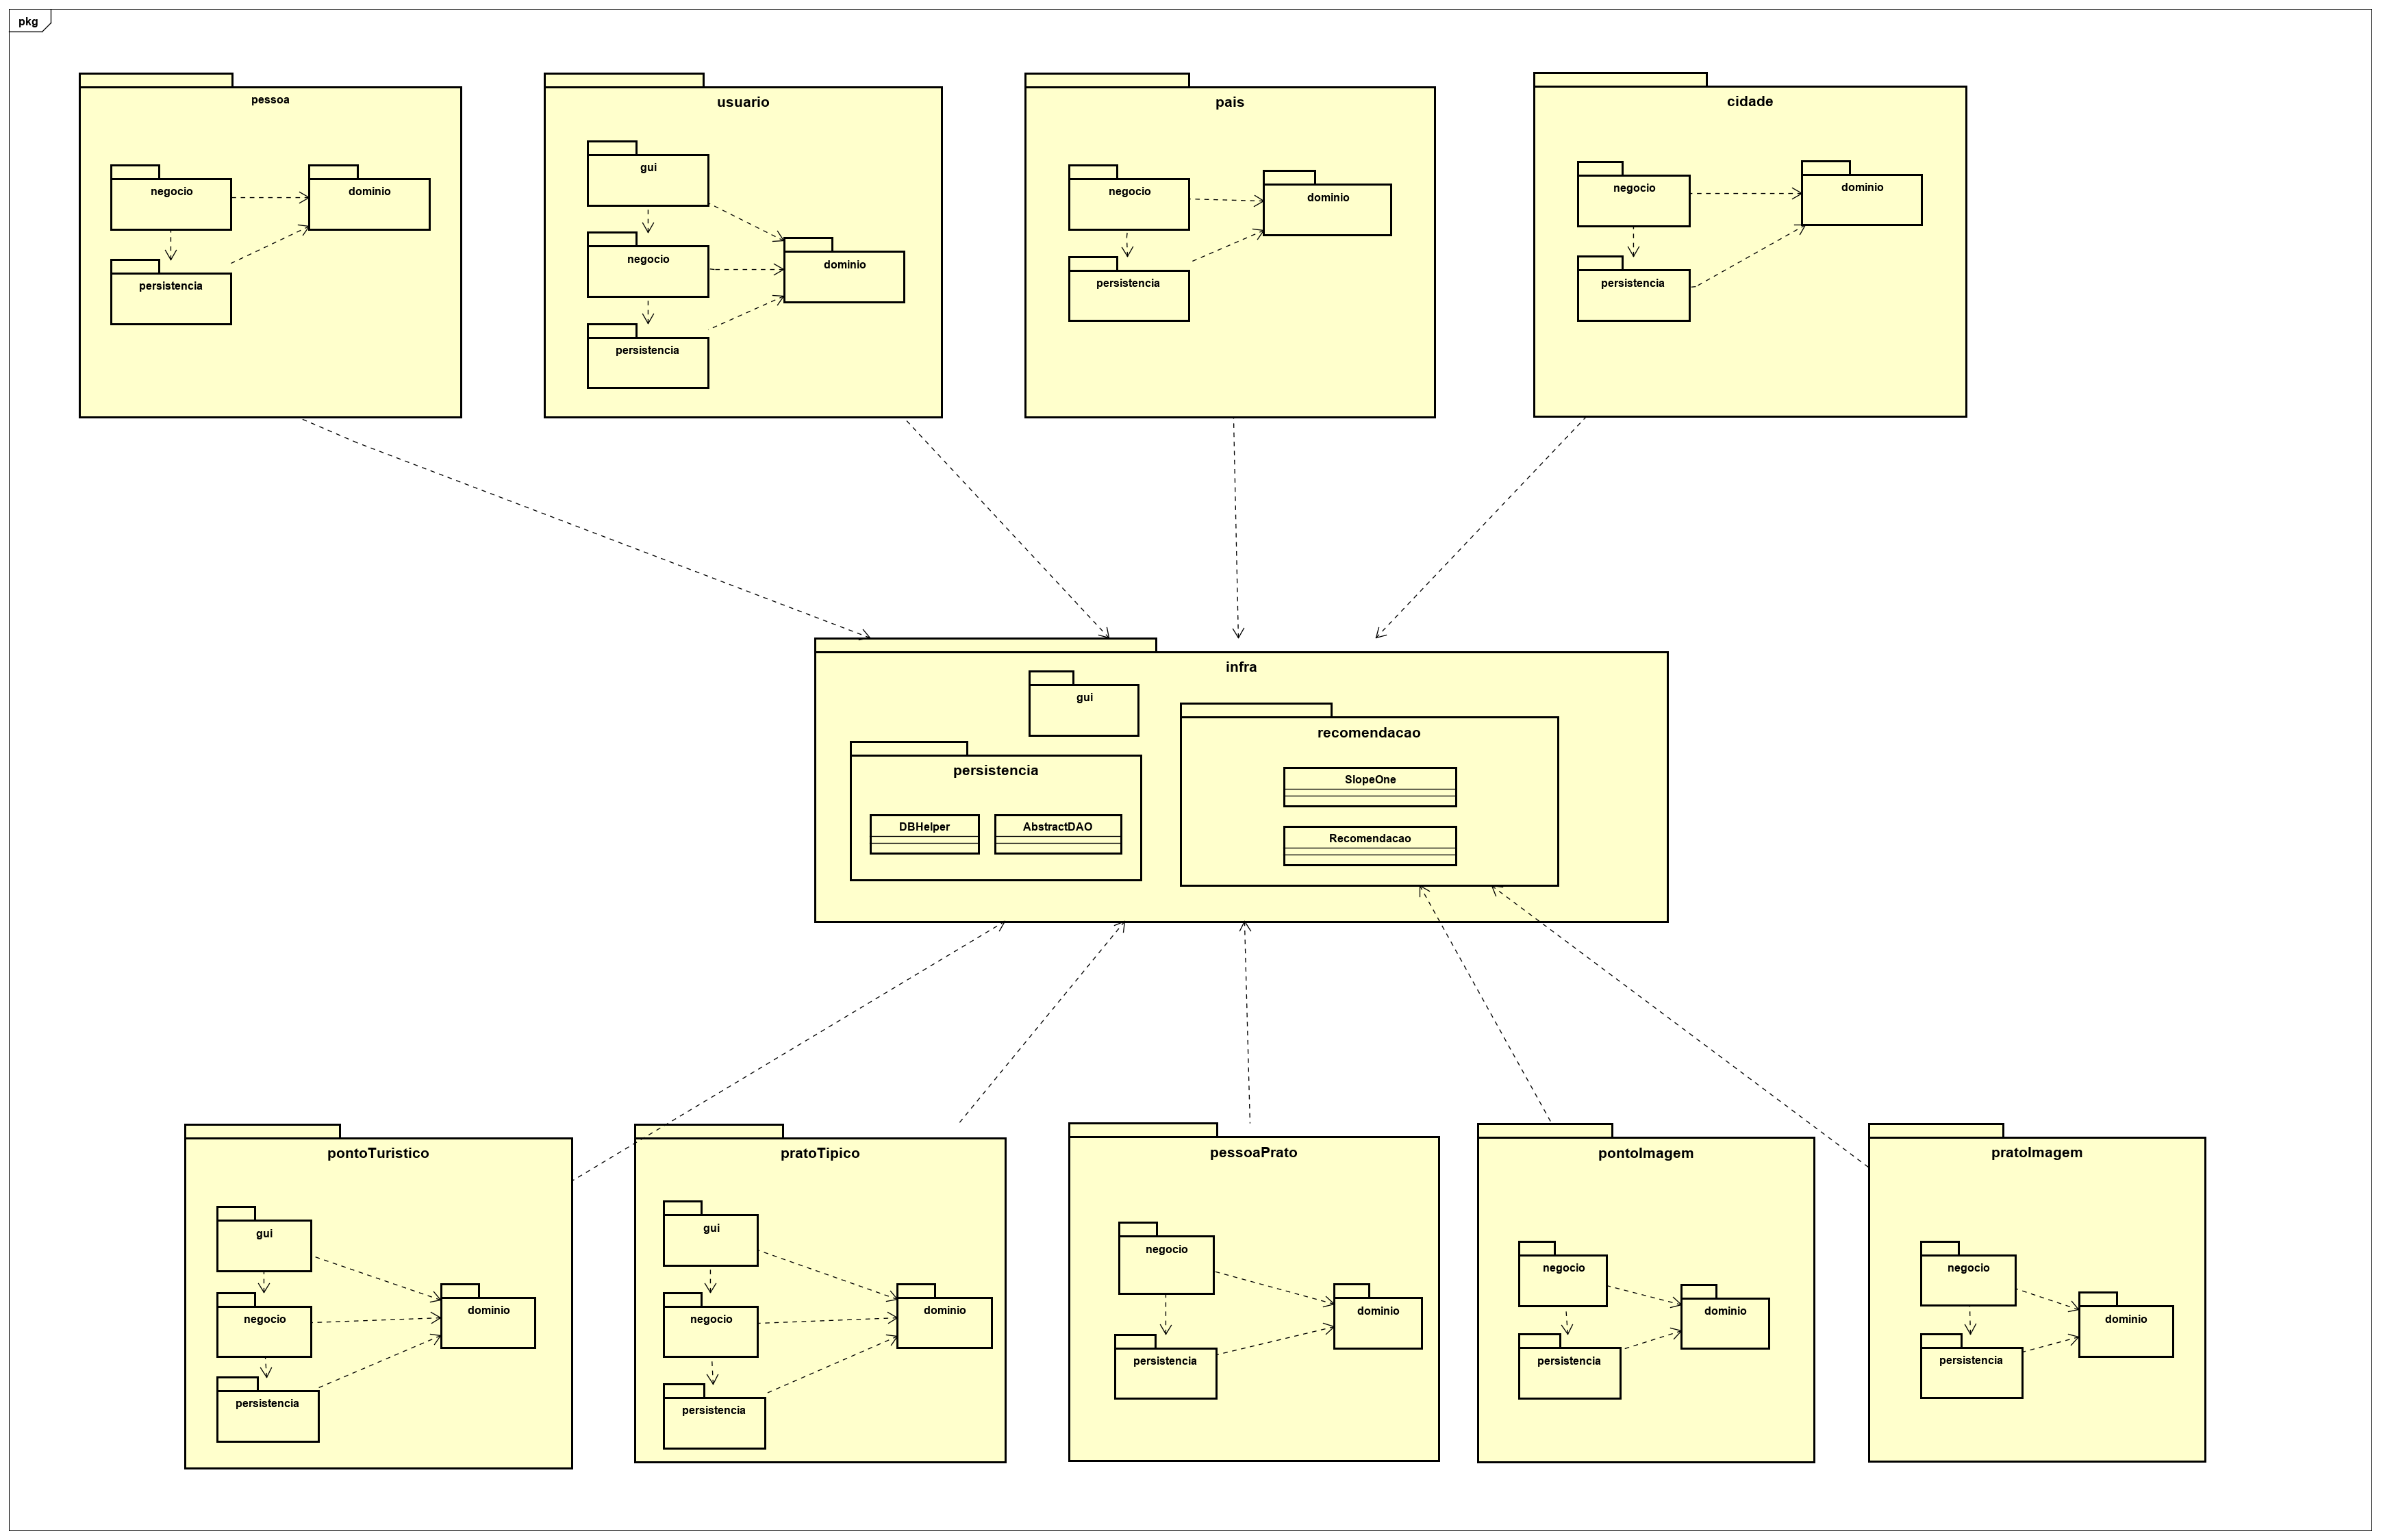 pkg
pessoa
negocio
dominio
persistencia
usuario
gui
negocio
dominio
persistencia
pais
negocio
dominio
persistencia
cidade
negocio
dominio
persistencia
infra
gui
persistencia
DBHelper
AbstractDAO
recomendacao
SlopeOne
Recomendacao
pontoTuristico
gui
negocio
dominio
persistencia
pratoTipico
gui
negocio
dominio
persistencia
pessoaPrato
negocio
dominio
persistencia
pontoImagem
negocio
dominio
persistencia
pratoImagem
negocio
dominio
persistencia